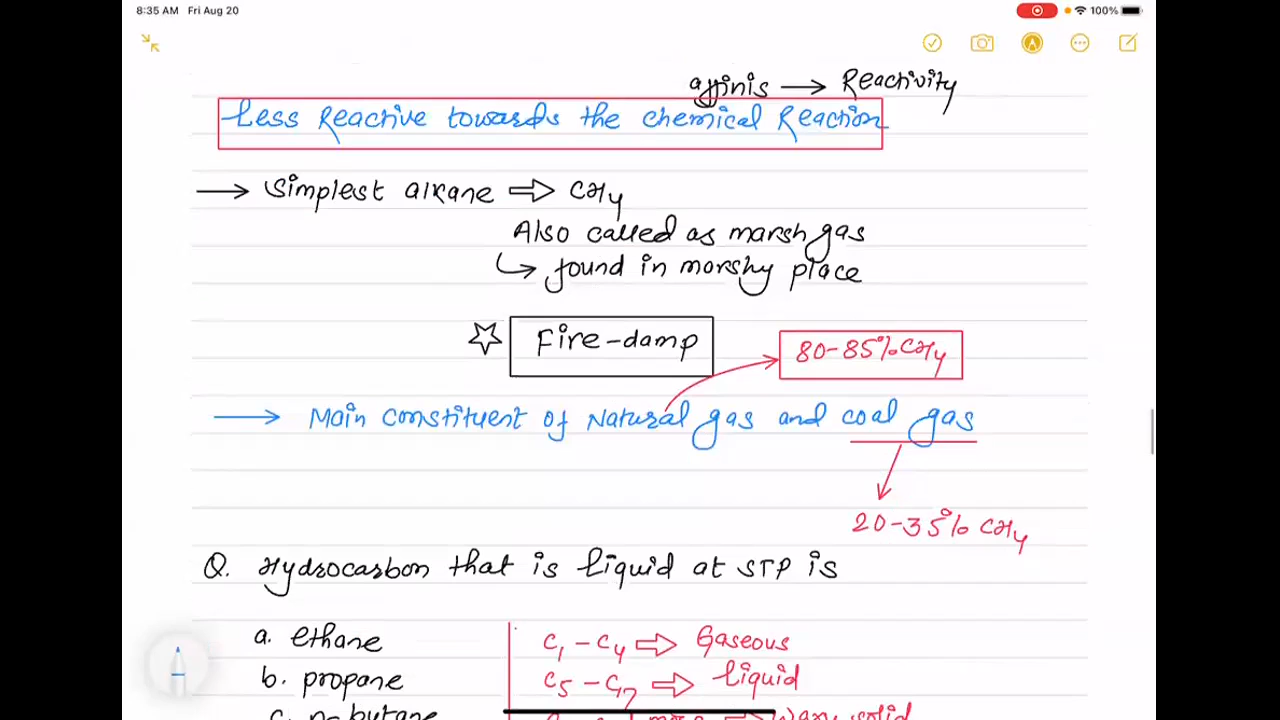 8:35 AM Fri Aug 20
100%
affinis → Reactivity
Less Reactive towards the chemical Reaction
→ Simplest alkane ⇒ CH4
Also called as marsh gas
↳ found in marshy place
☆ Fire-damp
80-85% CH4
→ Main constituent of Natural gas and coal gas
20-35% CH4
Q. Hydrocarbon that is liquid at STP is
a. ethane
C1 - C4 ⇒ Gaseous
b. propane
C5 - C17 ⇒ liquid
c. n-butane